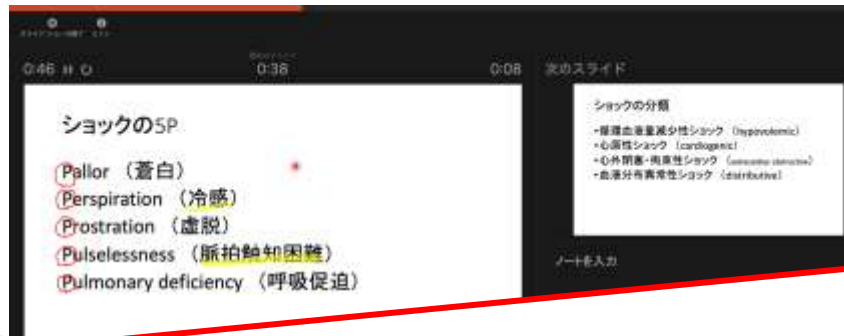 0:46
0:38
0:08
次のスライド
ショックの5P
Pallor （蒼白）
Perspiration （冷感）
Prostration （虚脱）
Pulselessness （脈拍触知困難）
Pulmonary deficiency （呼吸促迫）
ショックの分類
・循環血液量減少性ショック （hypovolemic）
・心原性ショック （cardiogenic）
・心外閉塞・拘束性ショック
・血液分布異常性ショック （distributive）
ノートを入力